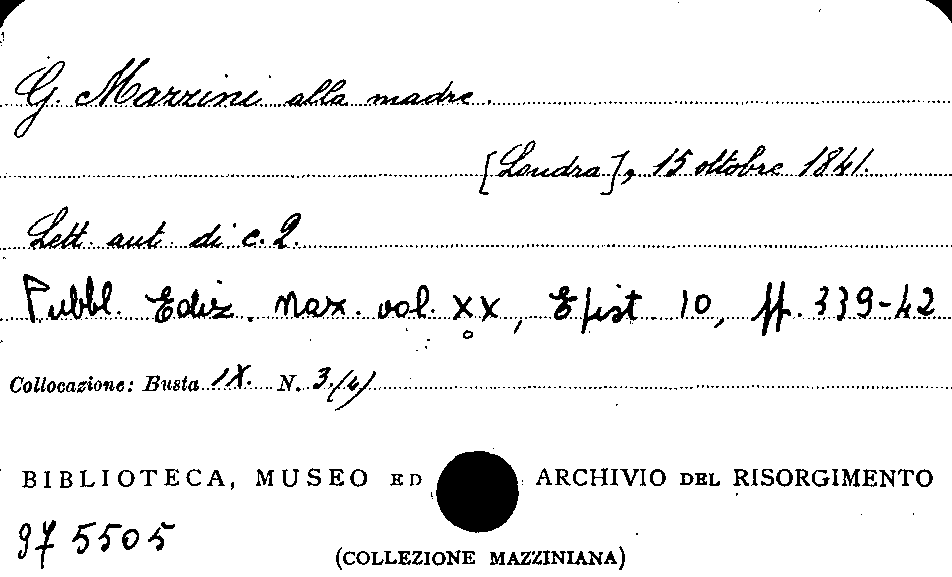 G. Mazzini alla madre.
[Londra], 15 ottobre 1841.
Lett. aut. di c. 2.
Pubbl. Ediz. Naz. vol. XX, Epist. 10, pp. 339-42
Collocazione: Busta IX. N. 3.(4)
BIBLIOTECA, MUSEO ED ARCHIVIO DEL RISORGIMENTO
97 5505
(COLLEZIONE MAZZINIANA)